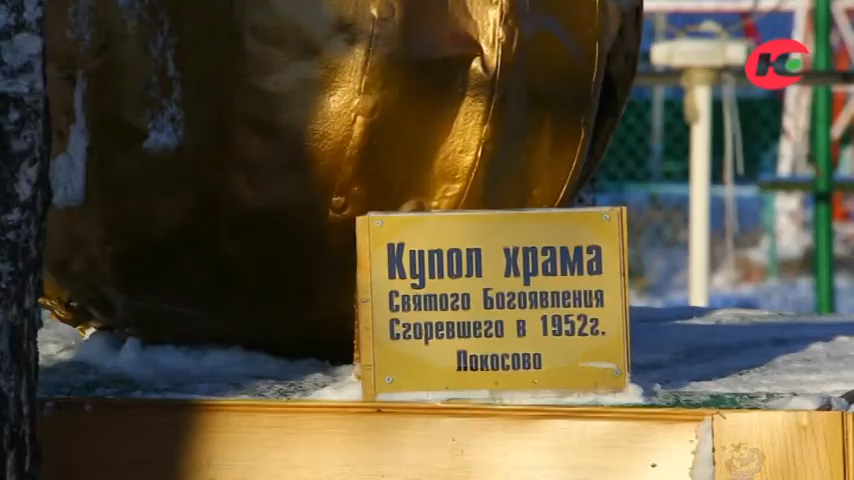 Ю
Купол храма
Святого Богоявления
Сгоревшего в 1952г.
Локосово